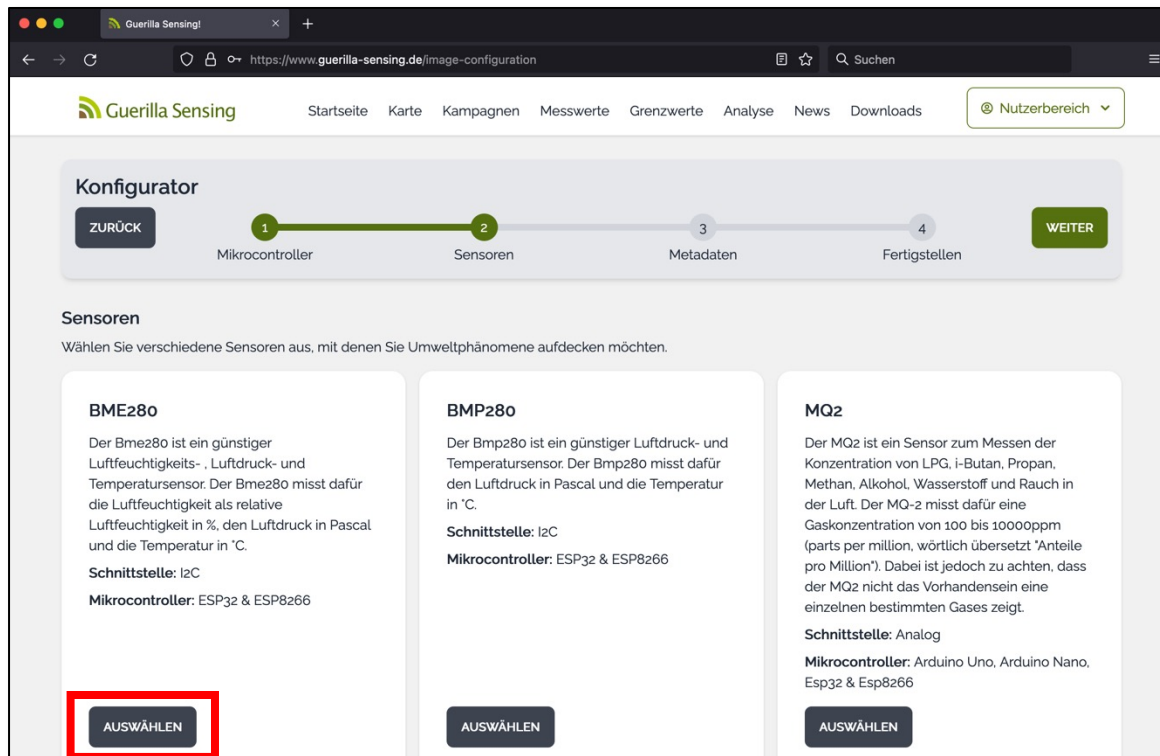 Guerilla Sensing!
https://www.guerilla-sensing.de/image-configuration
Suchen
Guerilla Sensing
Startseite Karte Kampagnen Messwerte Grenzwerte Analyse News Downloads
Nutzerbereich
Konfigurator
ZURÜCK
1 2 3 4
WEITER
Mikrocontroller Sensoren Metadaten Fertigstellen
Sensoren
Wählen Sie verschiedene Sensoren aus, mit denen Sie Umweltphänomene aufdecken möchten.
BME280
Der Bme280 ist ein günstiger
Luftfeuchtigkeits- , Luftdruck- und
Temperatursensor. Der Bme280 misst dafür
die Luftfeuchtigkeit als relative
Luftfeuchtigkeit in %, den Luftdruck in Pascal
und die Temperatur in °C.
Schnittstelle: I2C
Mikrocontroller: ESP32 & ESP8266
AUSWÄHLEN
BMP280
Der Bmp280 ist ein günstiger Luftdruck- und
Temperatursensor. Der Bmp280 misst dafür
den Luftdruck in Pascal und die Temperatur
in °C.
Schnittstelle: I2C
Mikrocontroller: ESP32 & ESP8266
AUSWÄHLEN
MQ2
Der MQ2 ist ein Sensor zum Messen der
Konzentration von LPG, i-Butan, Propan,
Methan, Alkohol, Wasserstoff und Rauch in
der Luft. Der MQ-2 misst dafür eine
Gaskonzentration von 100 bis 10000ppm
(parts per million, wörtlich übersetzt "Anteile
pro Million"). Dabei ist jedoch zu achten, dass
der MQ2 nicht das Vorhandensein eine
einzelnen bestimmten Gases zeigt.
Schnittstelle: Analog
Mikrocontroller: Arduino Uno, Arduino Nano,
Esp32 & Esp8266
AUSWÄHLEN